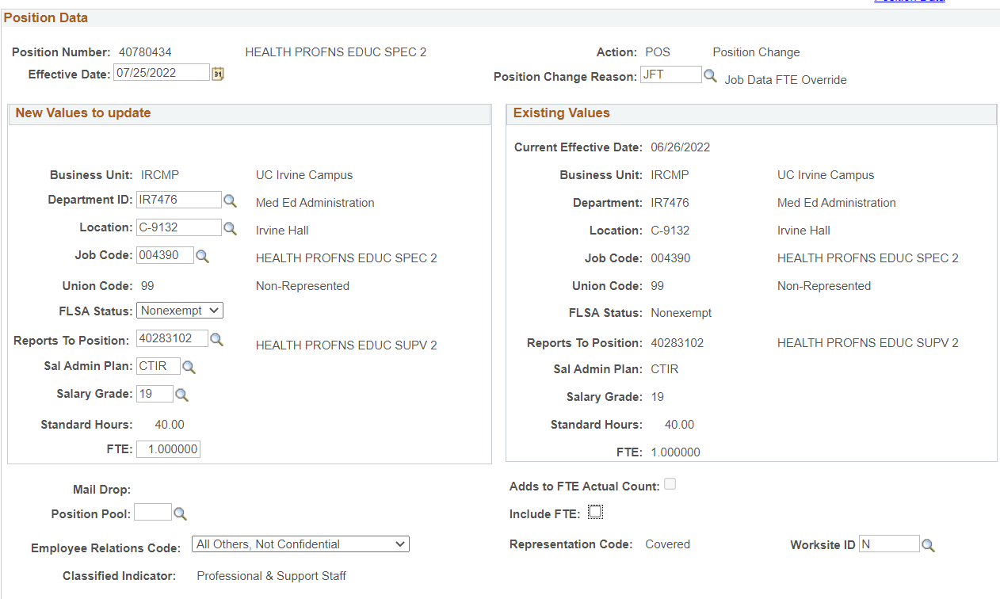 Position Data
Position Data
Position Number: 40780434 HEALTH PROFNS EDUC SPEC 2 Action: POS Position Change
Effective Date: 07/25/2022 31 Position Change Reason: JFT Job Data FTE Override
New Values to update
Business Unit: IRCMP UC Irvine Campus
Department ID: IR7476 Med Ed Administration
Location: C-9132 Irvine Hall
Job Code: 004390 HEALTH PROFNS EDUC SPEC 2
Union Code: 99 Non-Represented
FLSA Status: Nonexempt
Reports To Position: 40283102 HEALTH PROFNS EDUC SUPV 2
Sal Admin Plan: CTIR
Salary Grade: 19
Standard Hours: 40.00
FTE: 1.000000
Existing Values
Current Effective Date: 06/26/2022
Business Unit: IRCMP UC Irvine Campus
Department: IR7476 Med Ed Administration
Location: C-9132 Irvine Hall
Job Code: 004390 HEALTH PROFNS EDUC SPEC 2
Union Code: 99 Non-Represented
FLSA Status: Nonexempt
Reports To Position: 40283102 HEALTH PROFNS EDUC SUPV 2
Sal Admin Plan: CTIR
Salary Grade: 19
Standard Hours: 40.00
FTE: 1.000000
Mail Drop:
Position Pool:
Employee Relations Code: All Others, Not Confidential
Classified Indicator: Professional & Support Staff
Adds to FTE Actual Count:
Include FTE:
Representation Code: Covered Worksite ID N